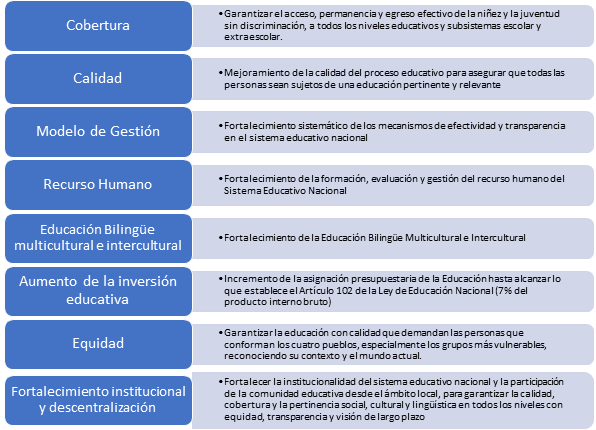 Cobertura
•Garantizar el acceso, permanencia y egreso efectivo de la niñez y la juventud
sin discriminación, a todos los niveles educativos y subsistemas escolar y
extraescolar.
Calidad
•Mejoramiento de la calidad del proceso educativo para asegurar que todas las
personas sean sujetos de una educación pertinente y relevante
Modelo de Gestión
•Fortalecimiento sistemático de los mecanismos de efectividad y transparencia
en el sistema educativo nacional
Recurso Humano
•Fortalecimiento de la formación, evaluación y gestión del recurso humano del
Sistema Educativo Nacional
Educación Bilingüe
multicultural e intercultural
•Fortalecimiento de la Educación Bilingüe Multicultural e Intercultural
Aumento de la inversión
educativa
•Incremento de la asignación presupuestaria de la Educación hasta alcanzar lo
que establece el Artículo 102 de la Ley de Educación Nacional (7% del
producto interno bruto)
Equidad
•Garantizar la educación con calidad que demandan las personas que
conforman los cuatro pueblos, especialmente los grupos más vulnerables,
reconociendo su contexto y el mundo actual.
Fortalecimiento institucional
y descentralización
•Fortalecer la institucionalidad del sistema educativo nacional y la participación
de la comunidad educativa desde el ámbito local, para garantizar la calidad,
cobertura y la pertinencia social, cultural y lingüística en todos los niveles con
equidad, transparencia y visión de largo plazo